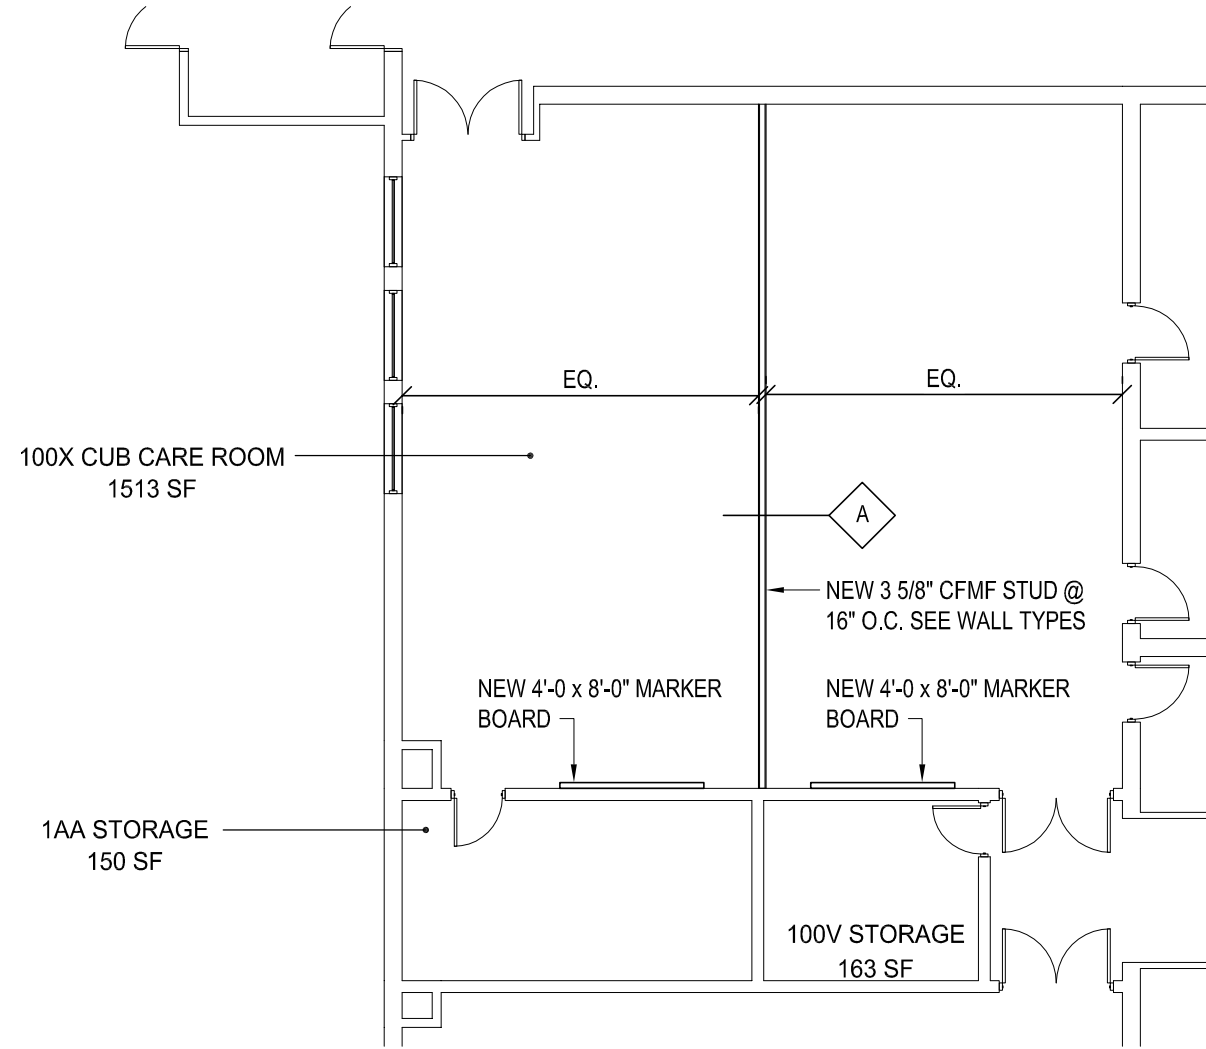 EQ.
EQ.
100X CUB CARE ROOM
1513 SF
A
NEW 3 5/8" CFMF STUD @
16" O.C. SEE WALL TYPES
NEW 4'-0 x 8'-0" MARKER
BOARD
NEW 4'-0 x 8'-0" MARKER
BOARD
1AA STORAGE
150 SF
100V STORAGE
163 SF